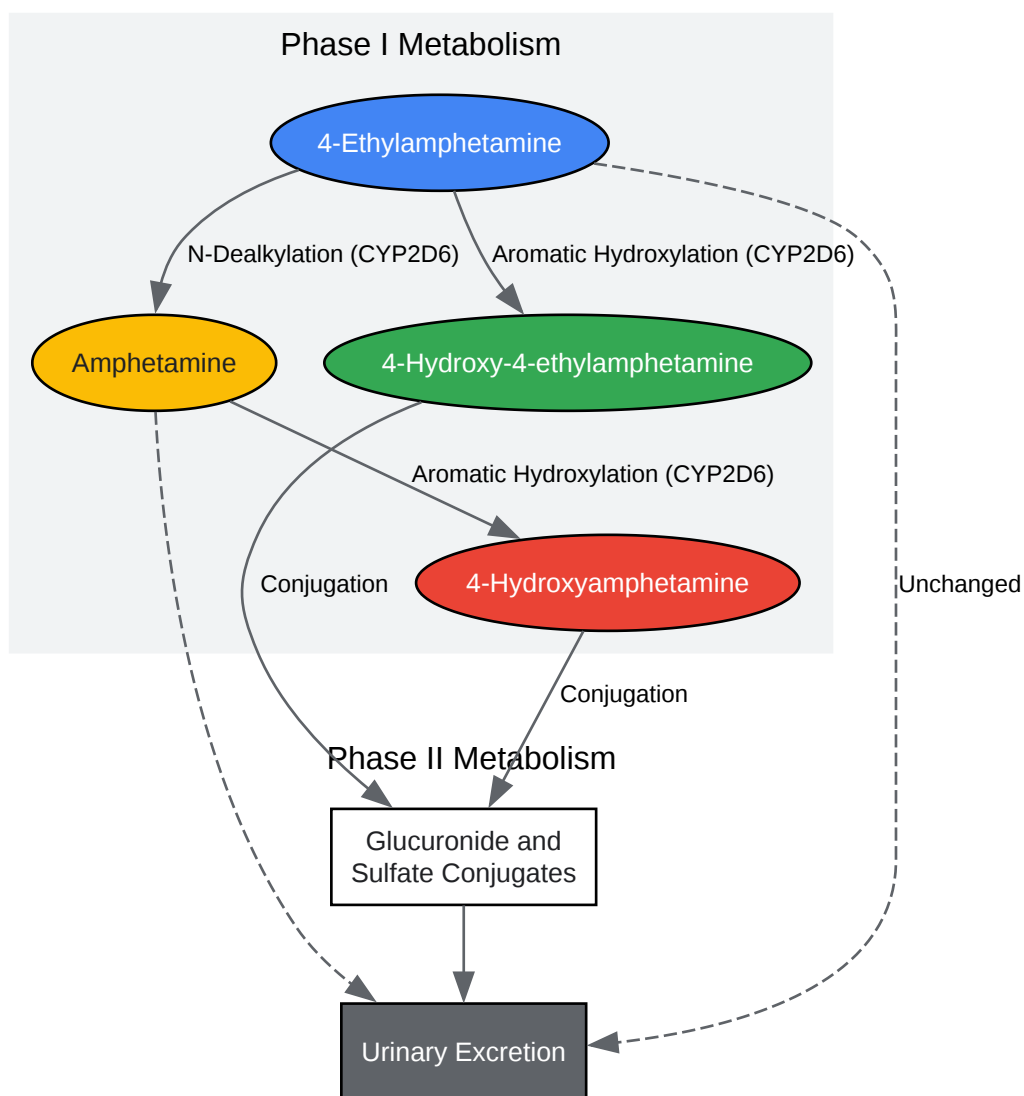 Phase I Metabolism
4-Ethylamphetamine
N-Dealkylation (CYP2D6)
Aromatic Hydroxylation (CYP2D6)
Amphetamine
4-Hydroxy-4-ethylamphetamine
Aromatic Hydroxylation (CYP2D6)
Conjugation
4-Hydroxyamphetamine
Unchanged
Conjugation
Phase II Metabolism
Glucuronide and
Sulfate Conjugates
Urinary Excretion